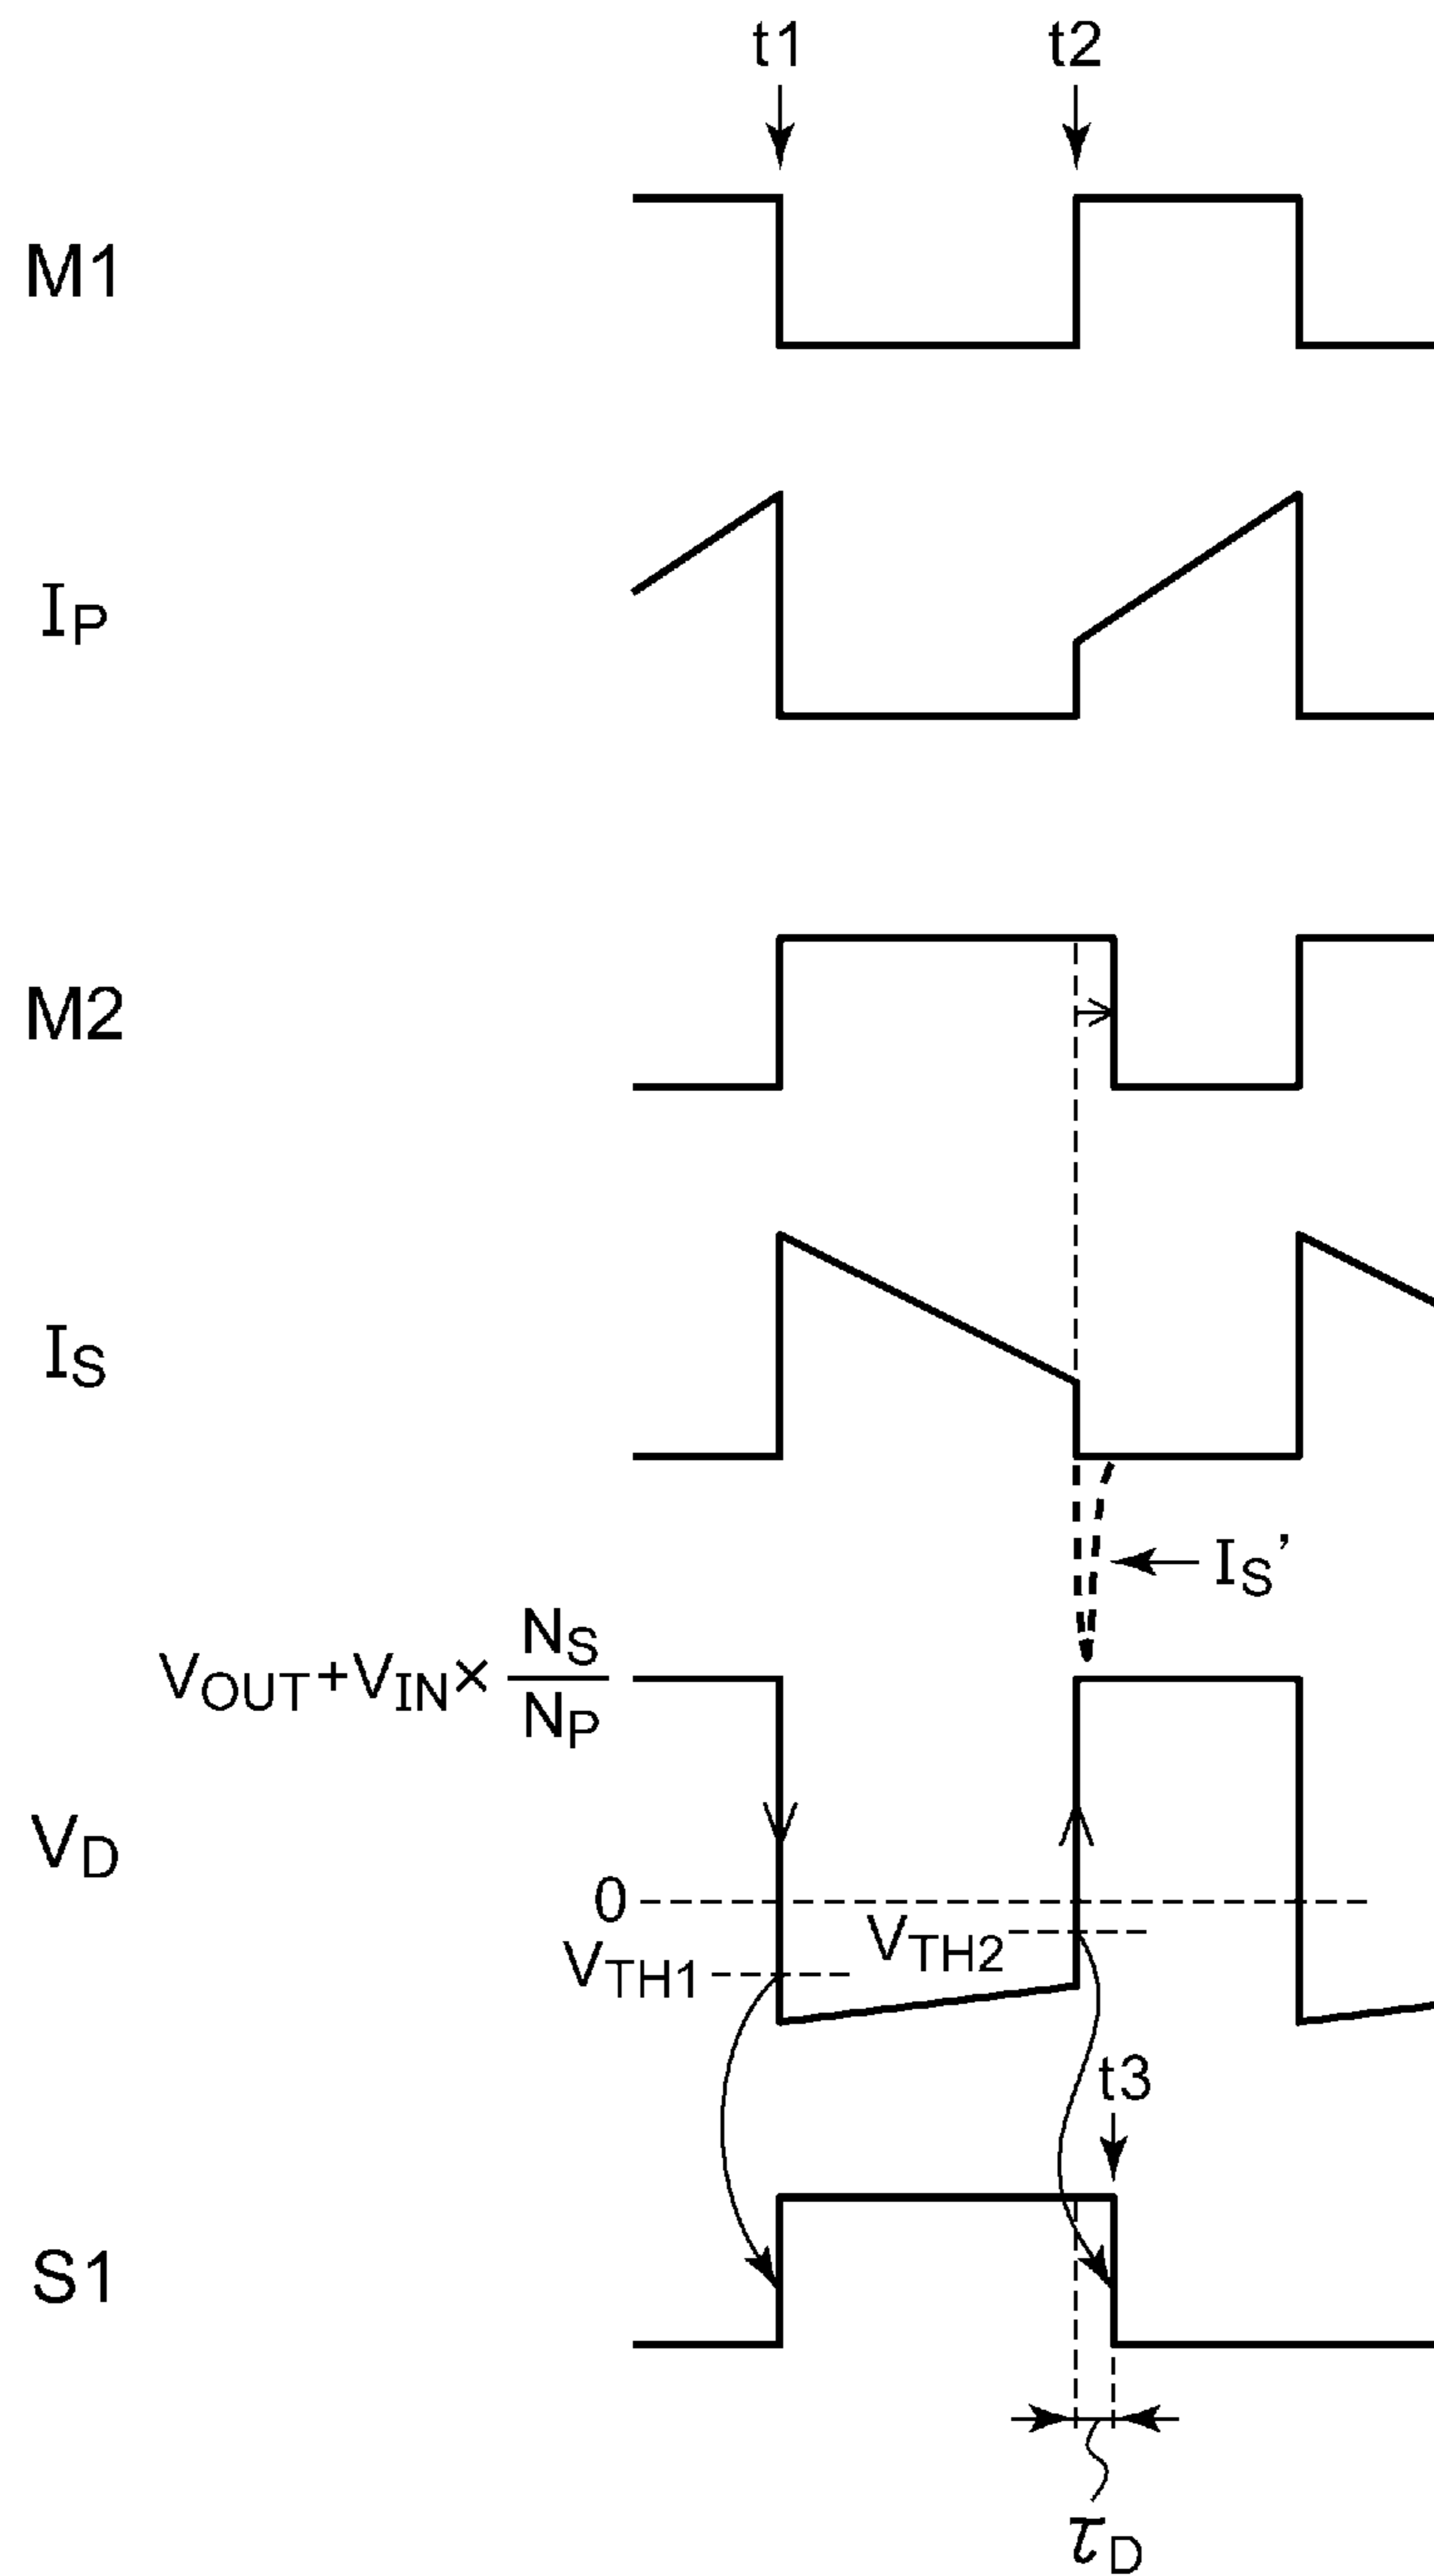 t1 t2
M1
IP
M2
IS
IS’
VOUT+VIN× NS
NP
VD
0
VTH2
VTH1
t3
S1
τD